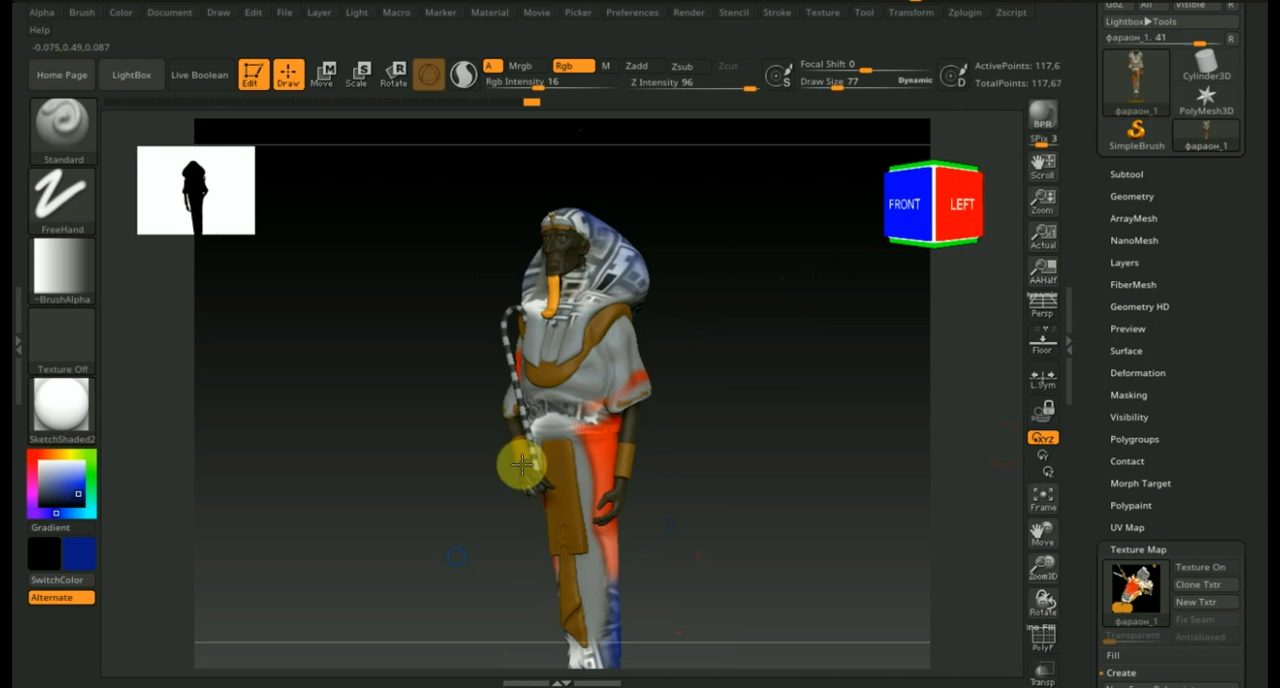 Alpha Brush Color Document Draw Edit File Layer Light Macro Marker Material Movie Picker Preferences Render Stencil Stroke Texture Tool Transform Zplugin Zscript
Help
-0.075,0.49,0.087
Home Page LightBox Live Boolean Edit Draw Move Scale Rotate
A Mrgb Rgb M Zadd Zsub Zcut
Rgb Intensity 16 Z Intensity 96
Focal Shift 0
Draw Size 77 Dynamic
S D
ActivePoints: 117,6
TotalPoints: 117,67
Standard
FreeHand
~BrushAlpha
Texture Off
SketchShaded2
Gradient
SwitchColor
Alternate
FRONT LEFT
BPR
SPix 3
Scroll
Zoom
Actual
AAHalf
Dynamic
Persp
Floor
L.Sym
XYZ
Frame
Move
Zoom3D
Rotate
Line Fill
PolyF
Transp
GoZ All Visible R
Lightbox▶Tools
фараон_1. 41 R
фараон_1
Cylinder3D
PolyMesh3D
SimpleBrush
фараон_1
Subtool
Geometry
ArrayMesh
NanoMesh
Layers
FiberMesh
Geometry HD
Preview
Surface
Deformation
Masking
Visibility
Polygroups
Contact
Morph Target
Polypaint
UV Map
Texture Map
фараон_1
Texture On
Clone Txtr
New Txtr
Fix Seam
Transparent Antialiased
Fill
Create